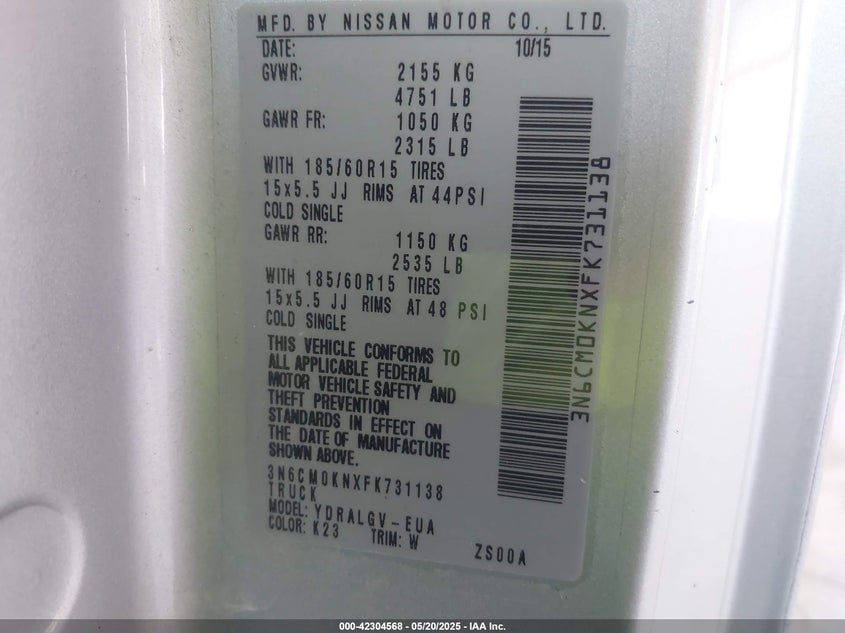 MFD. BY NISSAN MOTOR CO., LTD.
DATE: 10/15
GVWR: 2155 KG
4751 LB
GAWR FR: 1050 KG
2315 LB
WITH 185/60R15 TIRES
15x5.5 JJ RIMS AT 44PSI
COLD SINGLE
GAWR RR: 1150 KG
2535 LB
WITH 185/60R15 TIRES
15x5.5 JJ RIMS AT 48 PSI
COLD SINGLE
THIS VEHICLE CONFORMS TO
ALL APPLICABLE FEDERAL
MOTOR VEHICLE SAFETY AND
THEFT PREVENTION
STANDARDS IN EFFECT ON
THE DATE OF MANUFACTURE
SHOWN ABOVE.
3N6CM0KNXFK731138
TRUCK
MODEL: YDRALGV-EUA
COLOR: K23 TRIM: W ZS00A
3N6CM0KNXFK731138
000-42304568 - 05/20/2025 - IAA Inc.